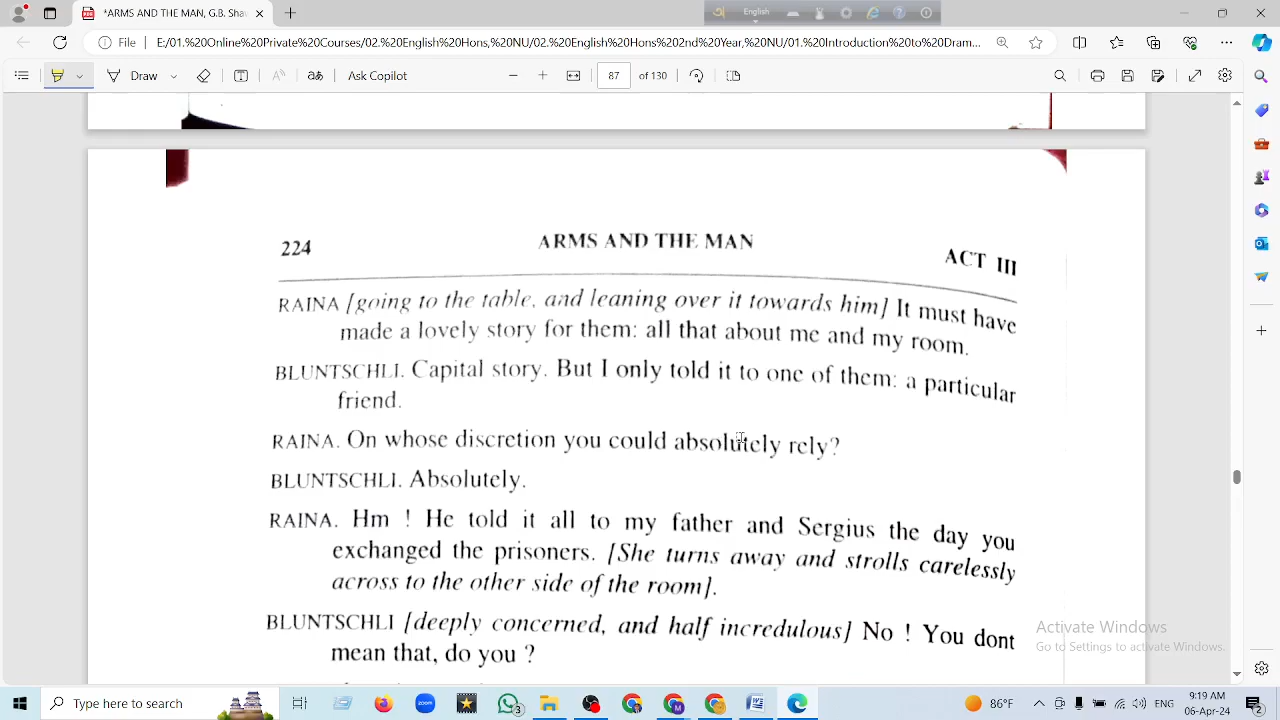 *ARMS AND THE MAN, G.B. Sha
English
File
E:/01.%20Online%20Private%20Course/02.%20English%20Hons%20NU/02.%20English%20Hons%202nd%20Year,%20NU/01.%20Introduction%20to%20Dram...
Draw
Ask Copilot
87
of 130
224
ARMS AND THE MAN
ACT III
RAINA [going to the table, and leaning over it towards him] It must have
made a lovely story for them: all that about me and my room.
BLUNTSCHLI. Capital story. But I only told it to one of them: a particular
friend.
RAINA. On whose discretion you could absolutely rely?
BLUNTSCHLI. Absolutely.
RAINA. Hm ! He told it all to my father and Sergius the day you
exchanged the prisoners. [She turns away and strolls carelessly
across to the other side of the room].
BLUNTSCHLI [deeply concerned, and half incredulous] No ! You dont
mean that, do you ?
Activate Windows
Go to Settings to activate Windows.
Type here to search
zoom
3
86°F
9:19 AM
06-Apr-24
2